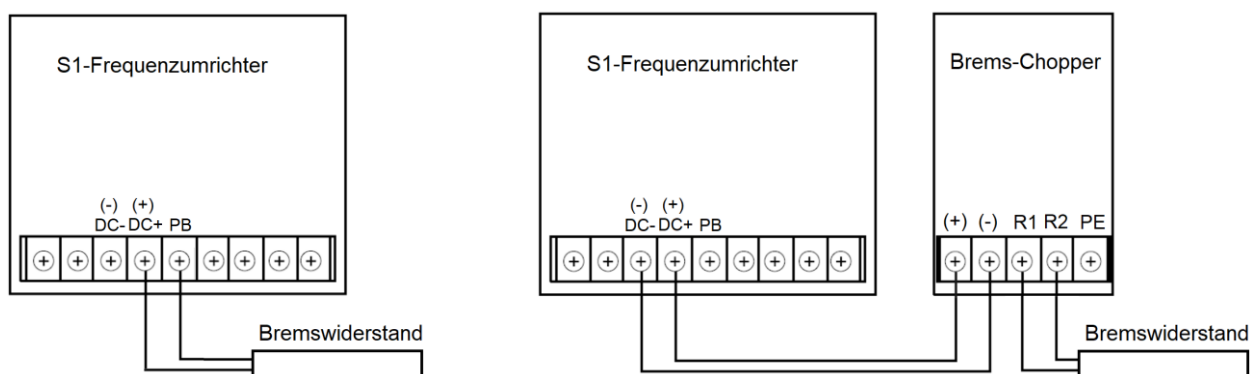 S1-Frequenzumrichter
(-) (+)
DC- DC+ PB
Bremswiderstand
S1-Frequenzumrichter
(-) (+)
DC- DC+ PB
Brems-Chopper
(+) (-) R1 R2 PE
Bremswiderstand